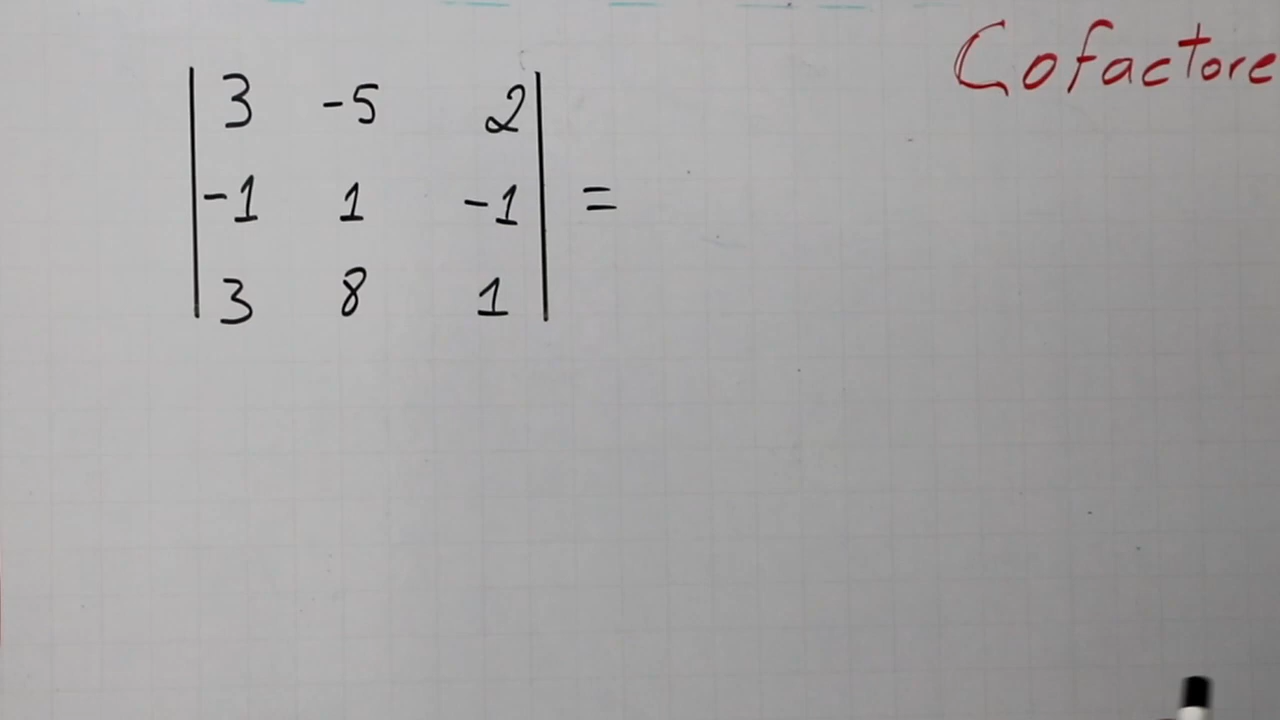 Cofactore
| 3 -5 2 |
| -1 1 -1 | =
| 3 8 1 |